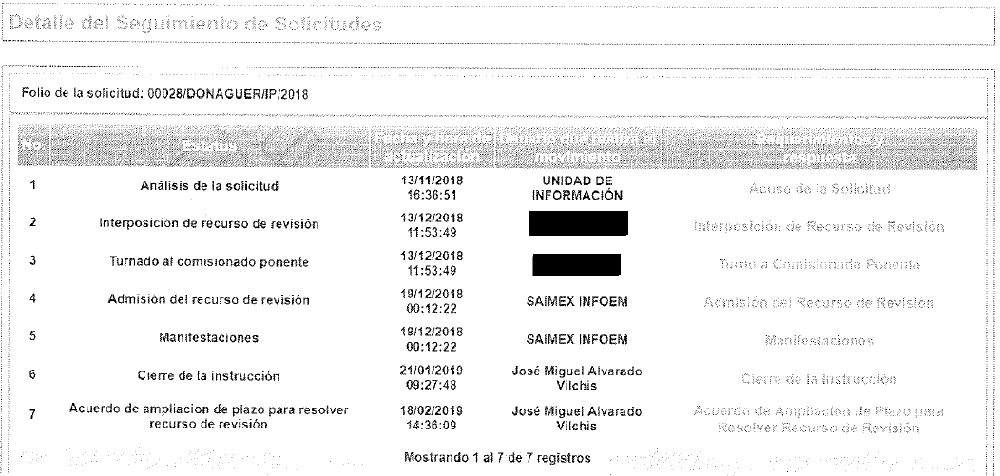 Detalle del Seguimiento de Solicitudes
Folio de la solicitud: 00028/DONAGUER/IP/2018
No Estatus Fecha y hora de actualización Usuario que realiza el movimiento Requerimientos y respuesta
1 Análisis de la solicitud 13/11/2018 16:36:51 UNIDAD DE INFORMACIÓN Acuse de la Solicitud
2 Interposición de recurso de revisión 13/12/2018 11:53:49 Interposición de Recurso de Revisión
3 Turnado al comisionado ponente 13/12/2018 11:53:49 Turno a Comisionado Ponente
4 Admisión del recurso de revisión 19/12/2018 00:12:22 SAIMEX INFOEM Admisión del Recurso de Revisión
5 Manifestaciones 19/12/2018 00:12:22 SAIMEX INFOEM Manifestaciones
6 Cierre de la instrucción 21/01/2019 09:27:48 José Miguel Alvarado Vilchis Cierre de la Instrucción
7 Acuerdo de ampliacion de plazo para resolver recurso de revisión 18/02/2019 14:36:09 José Miguel Alvarado Vilchis Acuerdo de Ampliacion de Plazo para Resolver Recurso de Revisión
Mostrando 1 al 7 de 7 registros